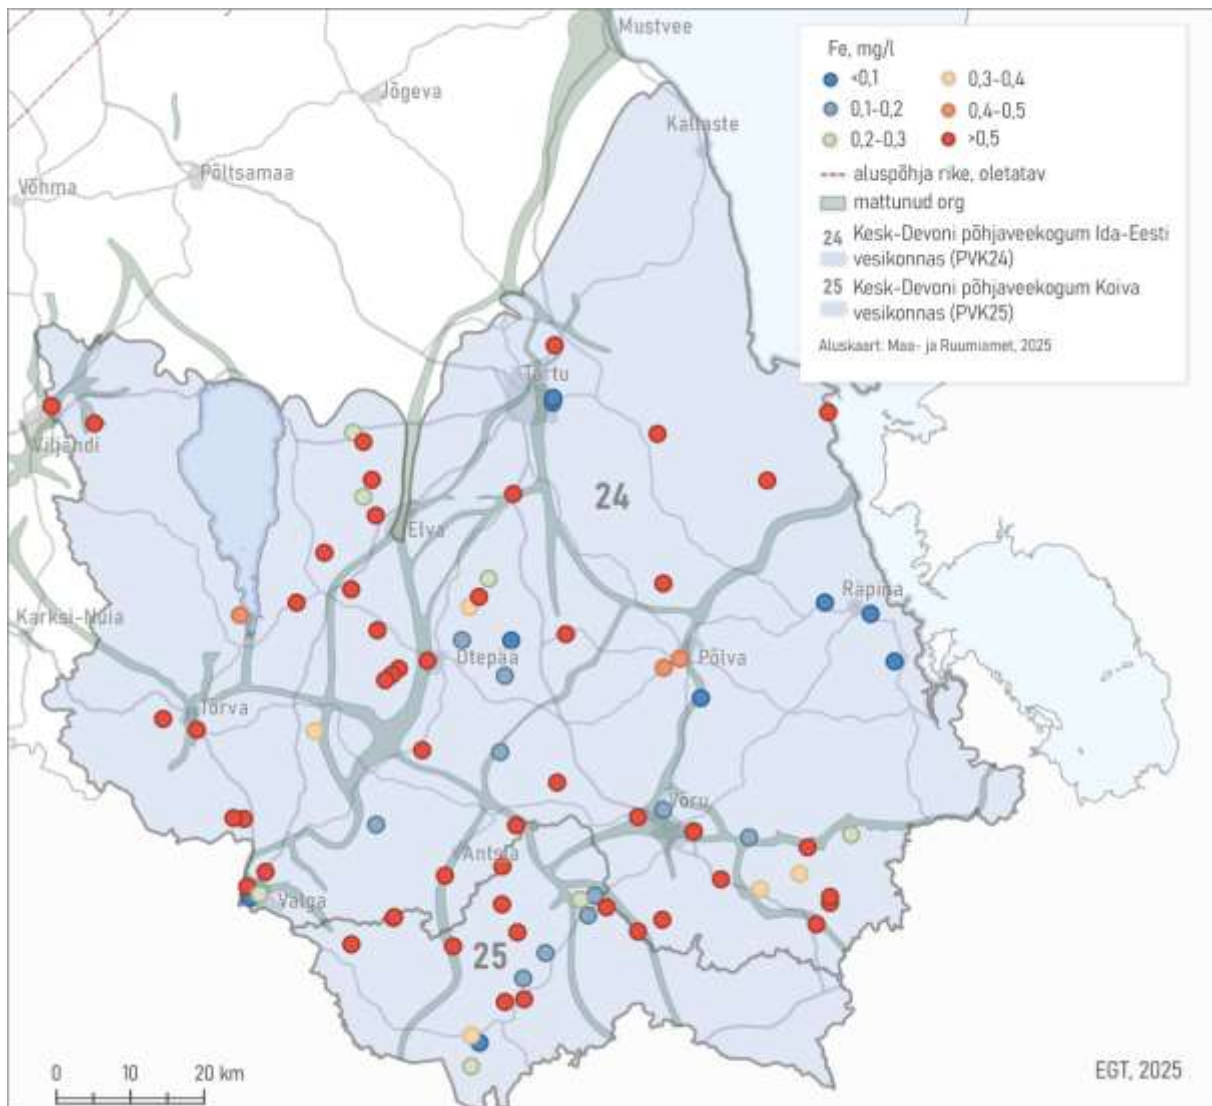 Mustvee
Fe, mg/l
<0,1
0,3-0,4
0,1-0,2
0,4-0,5
0,2-0,3
>0,5
aluspõhja rike, oletatav
mattunud org
24 Kesk-Devoni põhjaveekogum Ida-Eesti
vesikonnas (PVK24)
25 Kesk-Devoni põhjaveekogum Koiva
vesikonnas (PVK25)
Aluskaart: Maa- ja Ruumiamet, 2025
Jõgeva
Kallaste
Põltsamaa
Võhma
Tartu
Viljandi
24
Elva
Räpina
Karksi-Nuia
Otepää
Põlva
Tõrva
Võru
Antsla
Valga
25
0 10 20 km
EGT, 2025